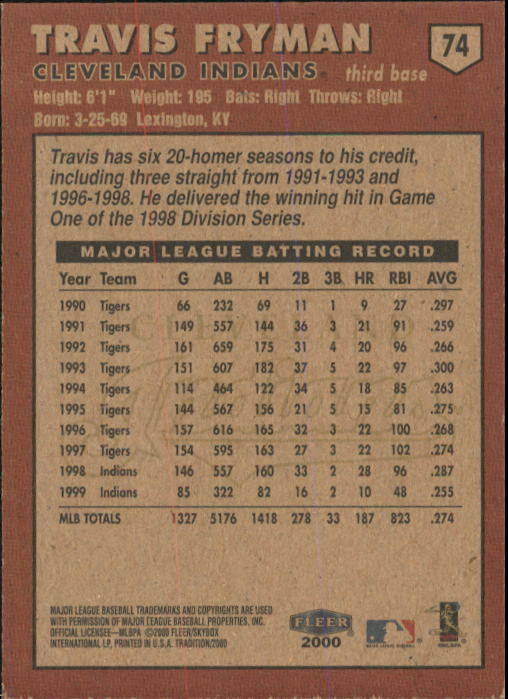 TRAVIS FRYMAN 74
CLEVELAND INDIANS® third base
Height: 6'1" Weight: 195 Bats: Right Throws: Right
Born: 3-25-69 Lexington, KY
Travis has six 20-homer seasons to his credit,
including three straight from 1991-1993 and
1996-1998. He delivered the winning hit in Game
One of the 1998 Division Series.
MAJOR LEAGUE BATTING RECORD
Year Team G AB H 2B 3B HR RBI AVG
1990 Tigers 66 232 69 11 1 9 27 .297
1991 Tigers 149 557 144 36 3 21 91 .259
1992 Tigers 161 659 175 31 4 20 96 .266
1993 Tigers 151 607 182 37 5 22 97 .300
1994 Tigers 114 464 122 34 5 18 85 .263
1995 Tigers 144 567 156 21 5 15 81 .275
1996 Tigers 157 616 165 32 3 22 100 .268
1997 Tigers 154 595 163 27 3 22 102 .274
1998 Indians 146 557 160 33 2 28 96 .287
1999 Indians 85 322 82 16 2 10 48 .255
MLB TOTALS 1327 5176 1418 278 33 187 823 .274
MAJOR LEAGUE BASEBALL TRADEMARKS AND COPYRIGHTS ARE USED
WITH PERMISSION OF MAJOR LEAGUE BASEBALL PROPERTIES, INC.
OFFICIAL LICENSEE—MLBPA ©2000 FLEER/SKYBOX
INTERNATIONAL LP, PRINTED IN U.S.A. TRADITION/2000
FLEER
2000